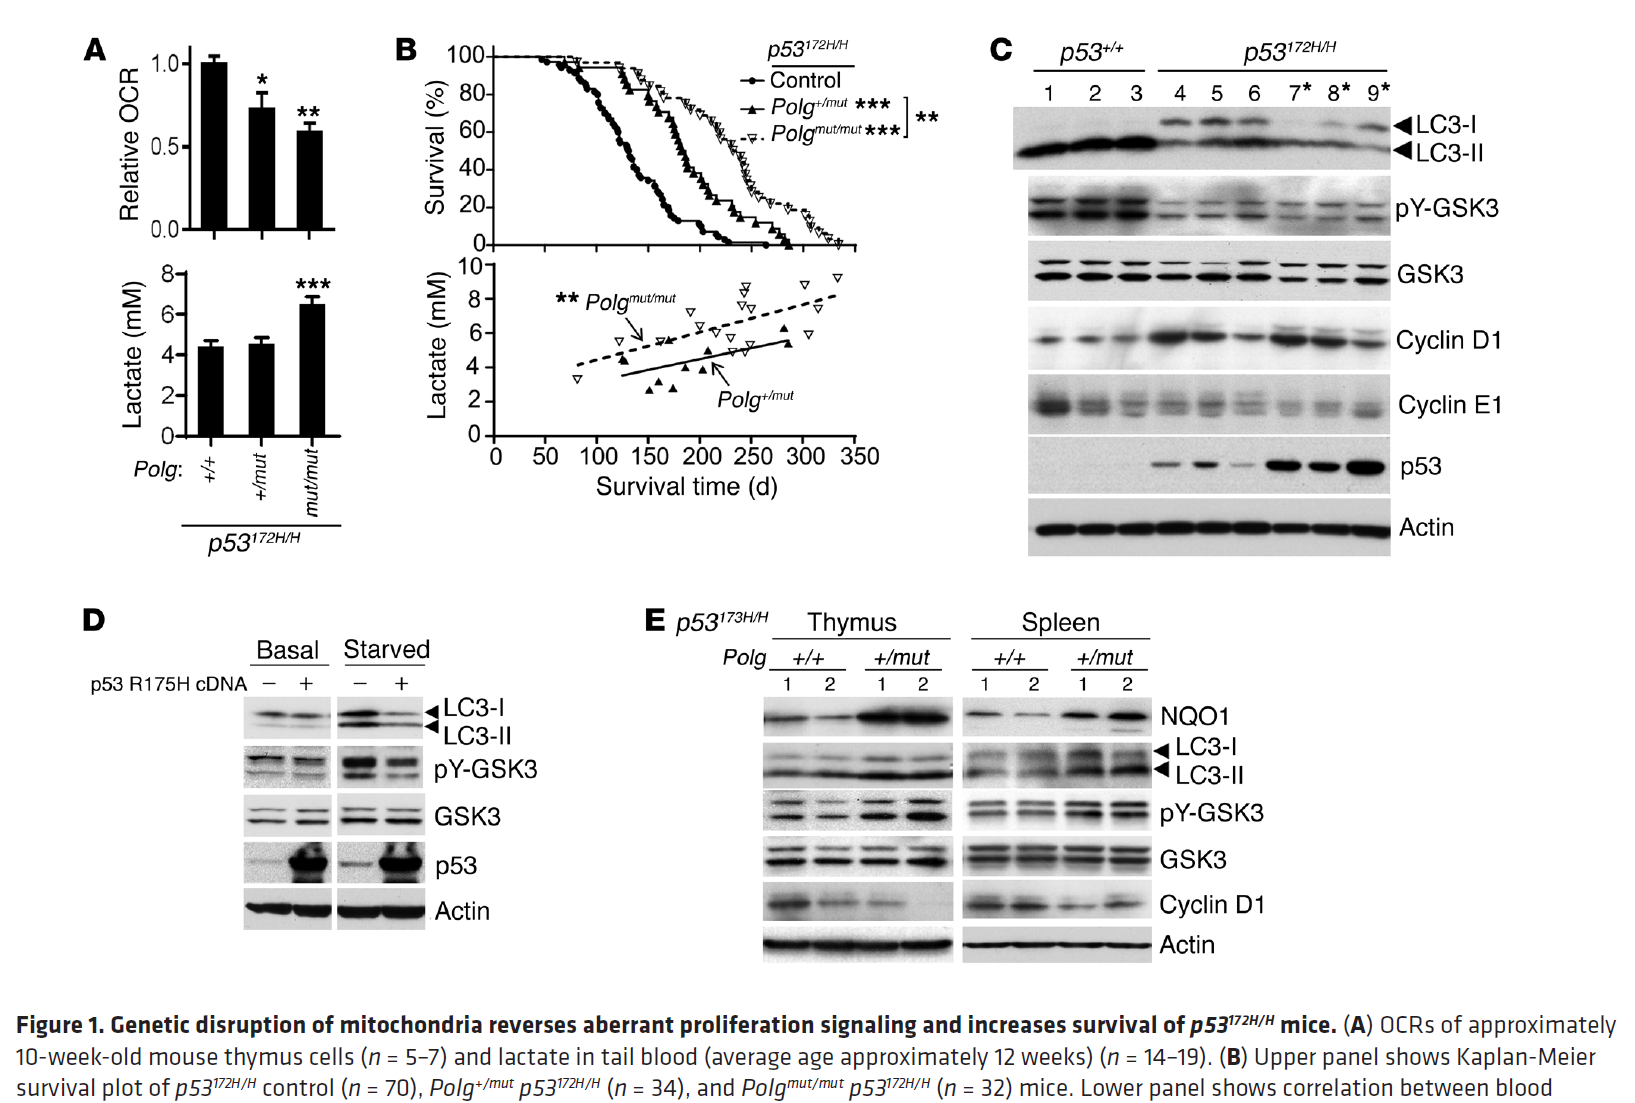 A
Relative OCR
1.0
0.5
0.0
*
**
Lactate (mM)
8
6
4
2
0
***
Polg: +/+ +/mut mut/mut
p53172H/H
B
Survival (%)
100
80
60
40
20
0
p53172H/H
Control
Polg+/mut ***
Polgmut/mut ***
**
Lactate (mM)
10
8
6
4
2
0
** Polgmut/mut
Polg+/mut
0 50 100 150 200 250 300 350
Survival time (d)
C
p53+/+ p53172H/H
1 2 3 4 5 6 7* 8* 9*
LC3-I
LC3-II
pY-GSK3
GSK3
Cyclin D1
Cyclin E1
p53
Actin
D
Basal Starved
p53 R175H cDNA − + − +
LC3-I
LC3-II
pY-GSK3
GSK3
p53
Actin
E p53173H/H Thymus Spleen
Polg +/+ +/mut +/+ +/mut
1 2 1 2 1 2 1 2
NQO1
LC3-I
LC3-II
pY-GSK3
GSK3
Cyclin D1
Actin
Figure 1. Genetic disruption of mitochondria reverses aberrant proliferation signaling and increases survival of p53172H/H mice. (A) OCRs of approximately
10-week-old mouse thymus cells (n = 5–7) and lactate in tail blood (average age approximately 12 weeks) (n = 14–19). (B) Upper panel shows Kaplan-Meier
survival plot of p53172H/H control (n = 70), Polg+/mut p53172H/H (n = 34), and Polgmut/mut p53172H/H (n = 32) mice. Lower panel shows correlation between blood